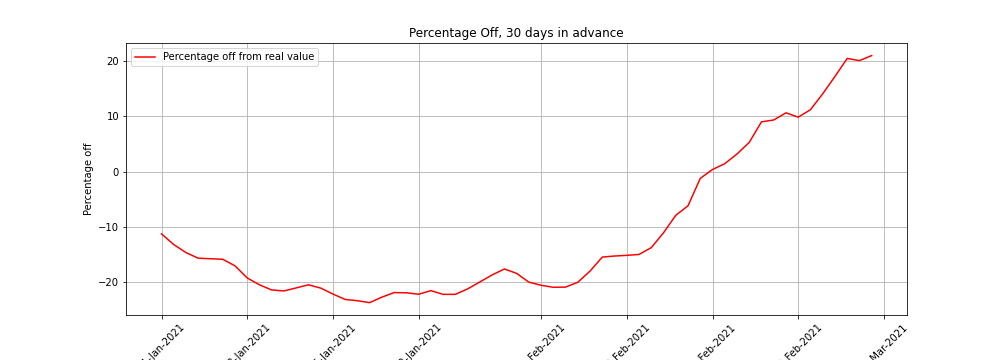 Percentage Off, 30 days in advance
Percentage off from real value
20
10
0
−10
−20
Percentage off
-Jan-2021
-Jan-2021
-Jan-2021
-Jan-2021
Feb-2021
-Feb-2021
-Feb-2021
-Feb-2021
Mar-2021